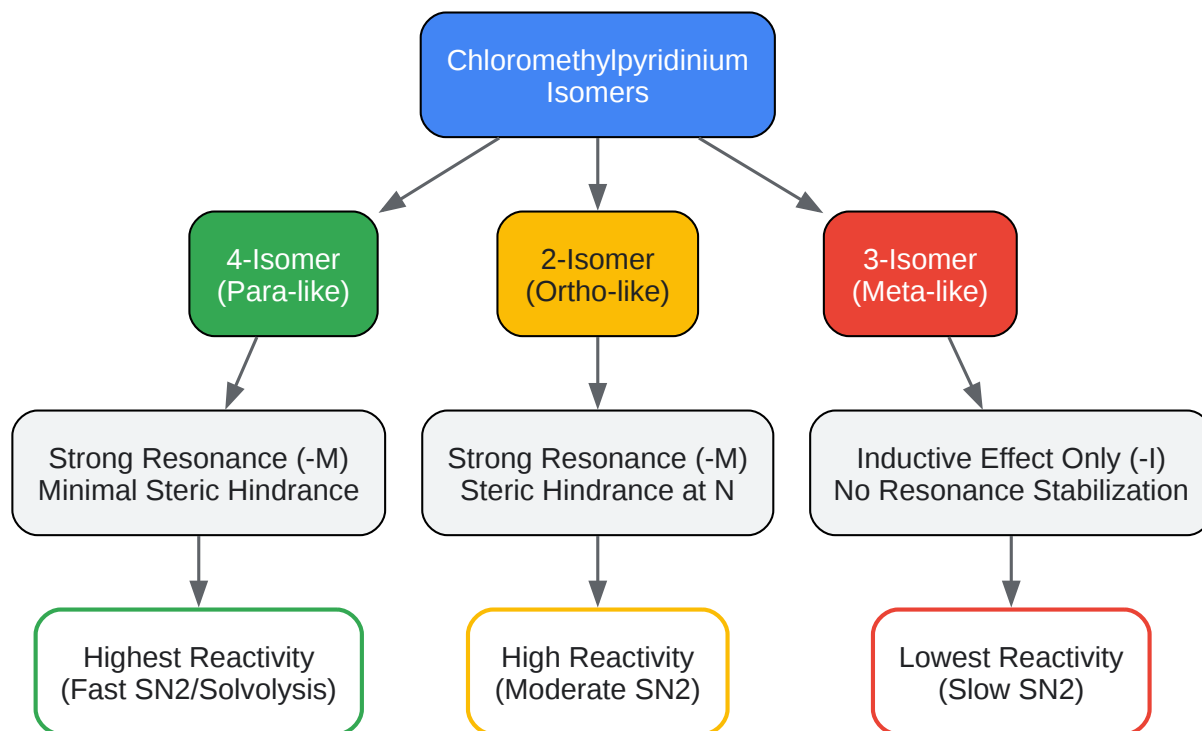 Chloromethylpyridinium
Isomers
4-Isomer
(Para-like)
2-Isomer
(Ortho-like)
3-Isomer
(Meta-like)
Strong Resonance (-M)
Minimal Steric Hindrance
Strong Resonance (-M)
Steric Hindrance at N
Inductive Effect Only (-I)
No Resonance Stabilization
Highest Reactivity
(Fast SN2/Solvolysis)
High Reactivity
(Moderate SN2)
Lowest Reactivity
(Slow SN2)